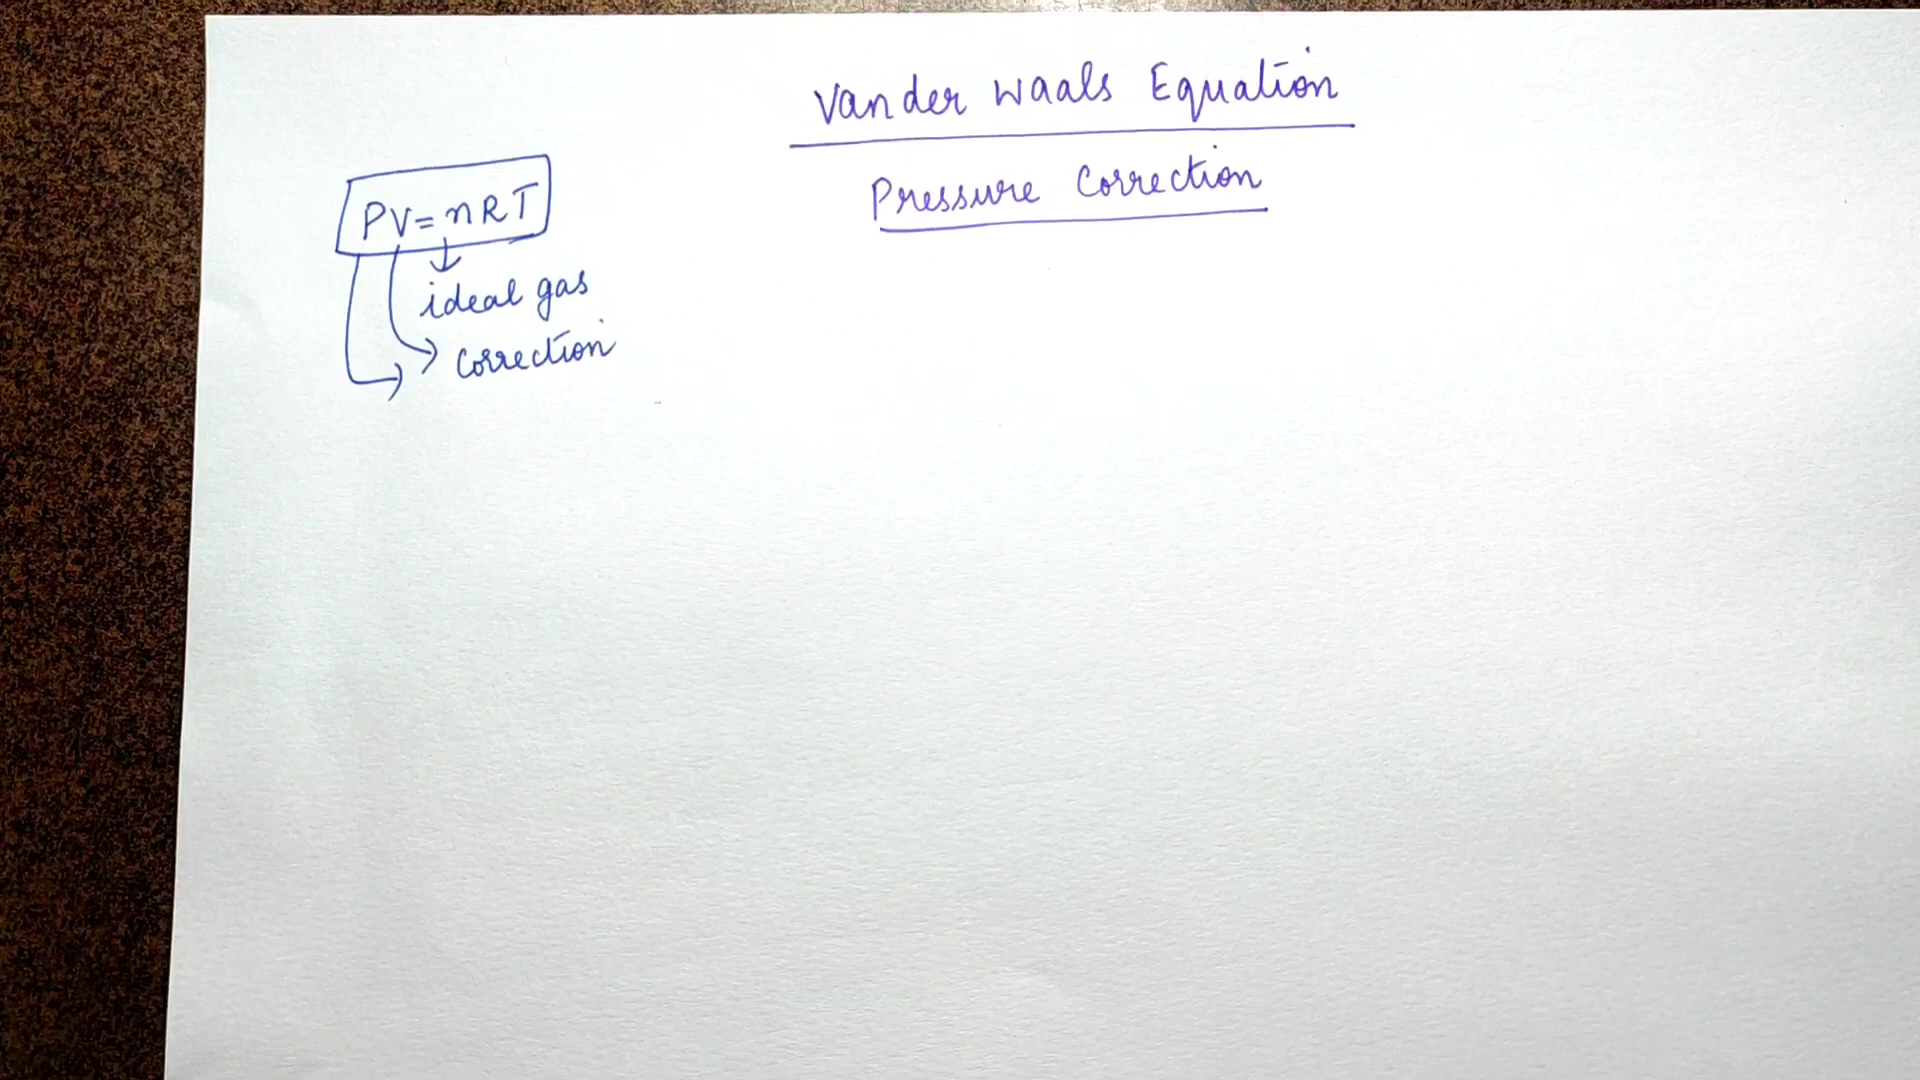 Van der Waals Equation
Pressure Correction
PV = nRT
ideal gas
Correction